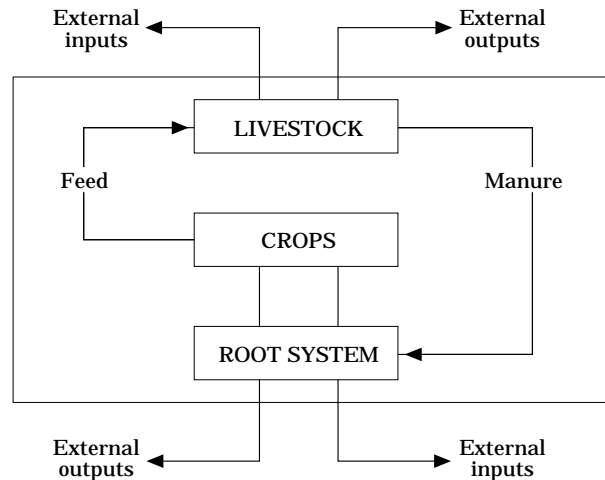 External
inputs
External
outputs
LIVESTOCK
Feed
Manure
CROPS
ROOT SYSTEM
External
outputs
External
inputs